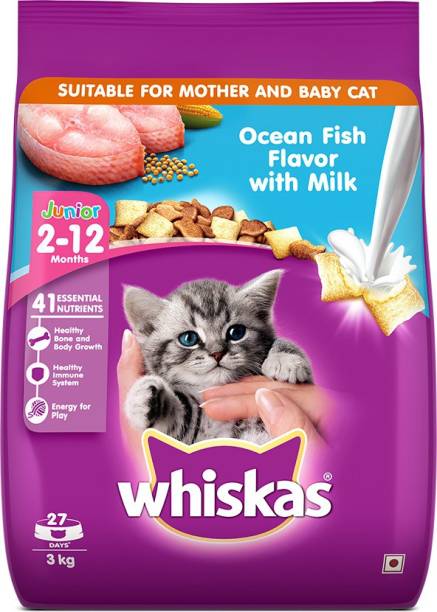 SUITABLE FOR MOTHER AND BABY CAT
Ocean Fish
Flavor
with Milk
Junior
2-12
Months
41 ESSENTIAL
NUTRIENTS
Healthy
Bone and
Body Growth
Healthy
Immune
System
Energy for
Play
whiskas®
27
DAYS*
3 kg